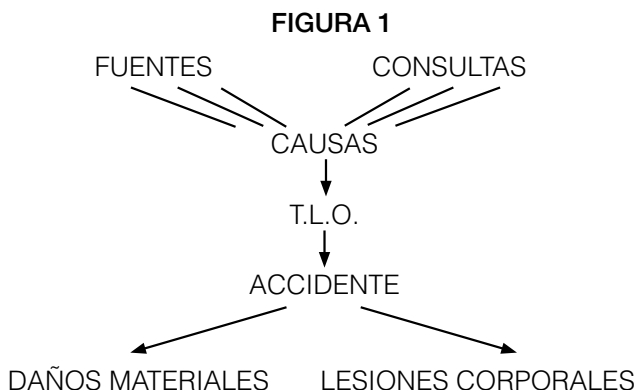 FIGURA 1
FUENTES CONSULTAS
CAUSAS
T.L.O.
ACCIDENTE
DAÑOS MATERIALES LESIONES CORPORALES